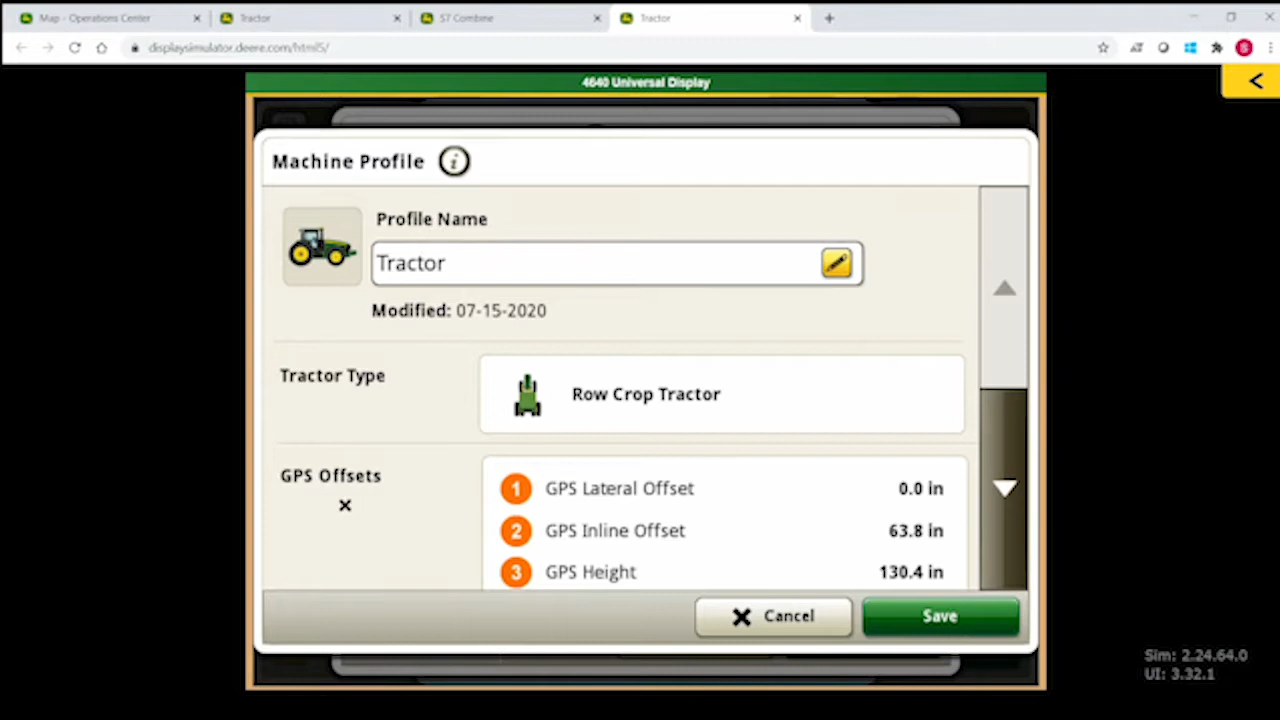 Map - Operations Center
Tractor
S7 Combine
Tractor
displaysimulator.deere.com/html5/
S
4640 Universal Display
Machine Profile
Profile Name
Tractor
Modified: 07-15-2020
Tractor Type
Row Crop Tractor
GPS Offsets
1 GPS Lateral Offset 0.0 in
2 GPS Inline Offset 63.8 in
3 GPS Height 130.4 in
Cancel
Save
Sim: 2.24.64.0
UI: 3.32.1